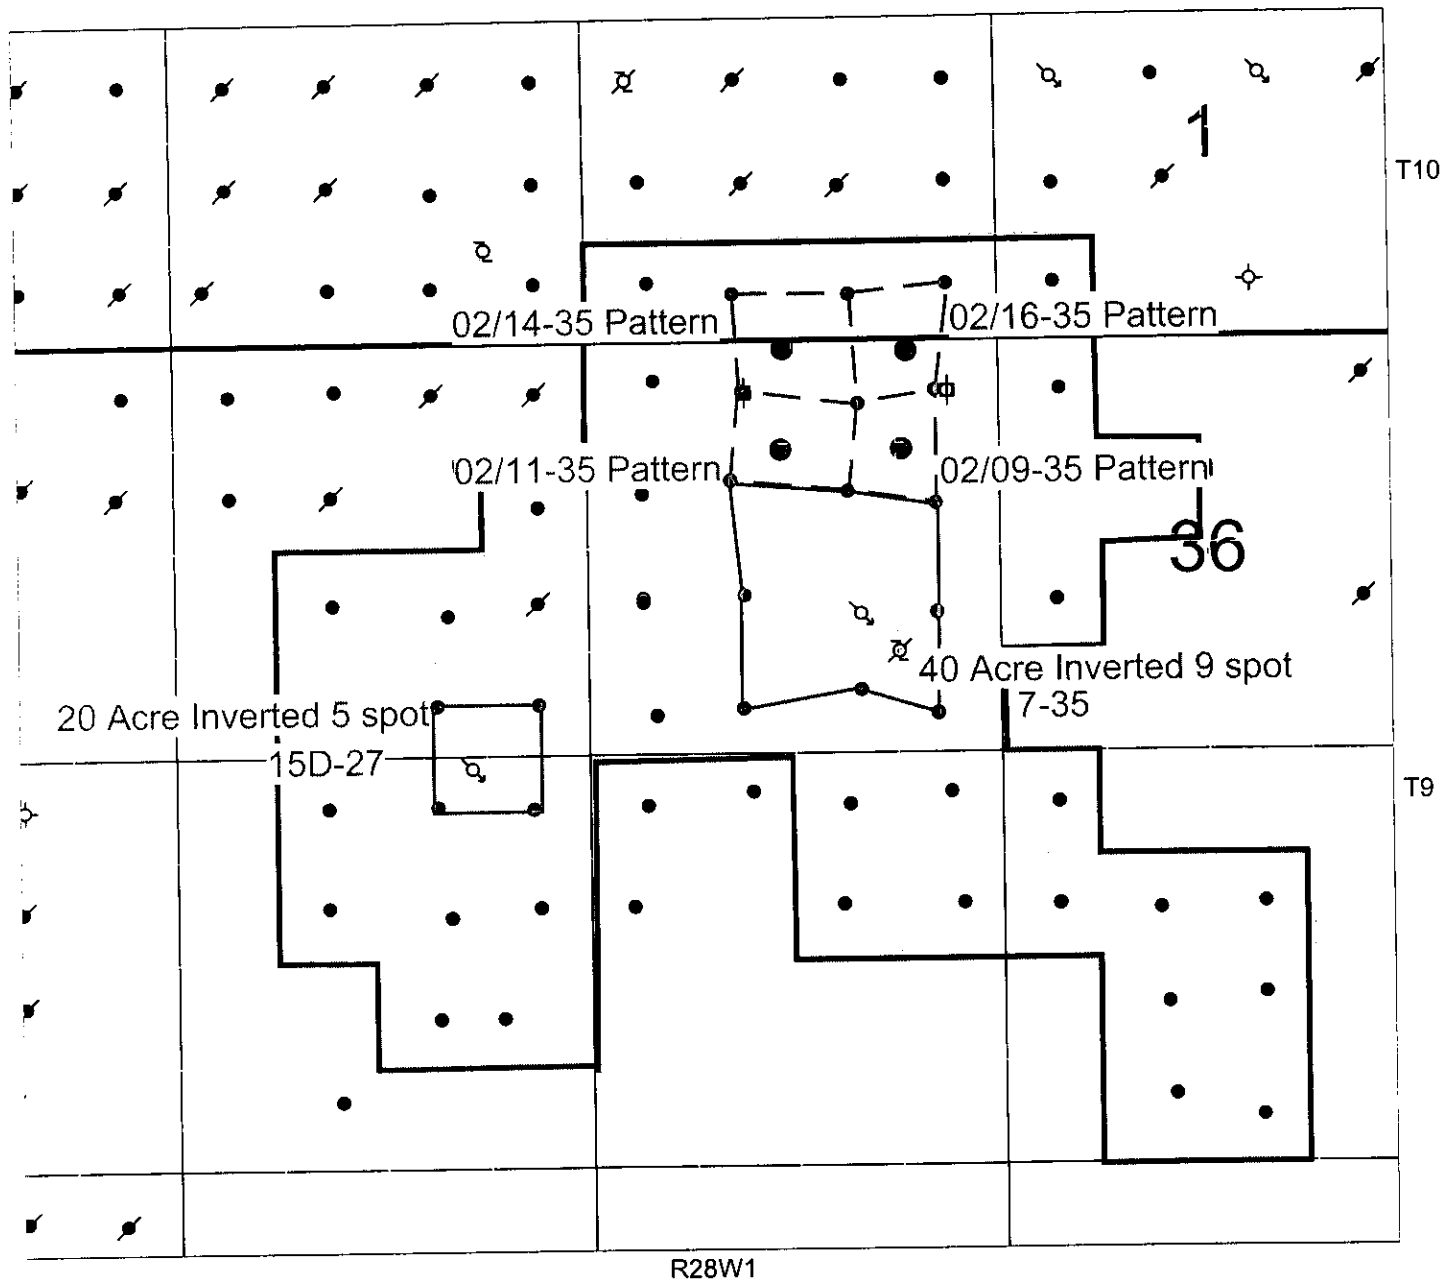 1
T10
02/14-35 Pattern
02/16-35 Pattern
02/11-35 Pattern
02/09-35 Pattern
36
40 Acre Inverted 9 spot
7-35
20 Acre Inverted 5 spot
15D-27
T9
R28W1